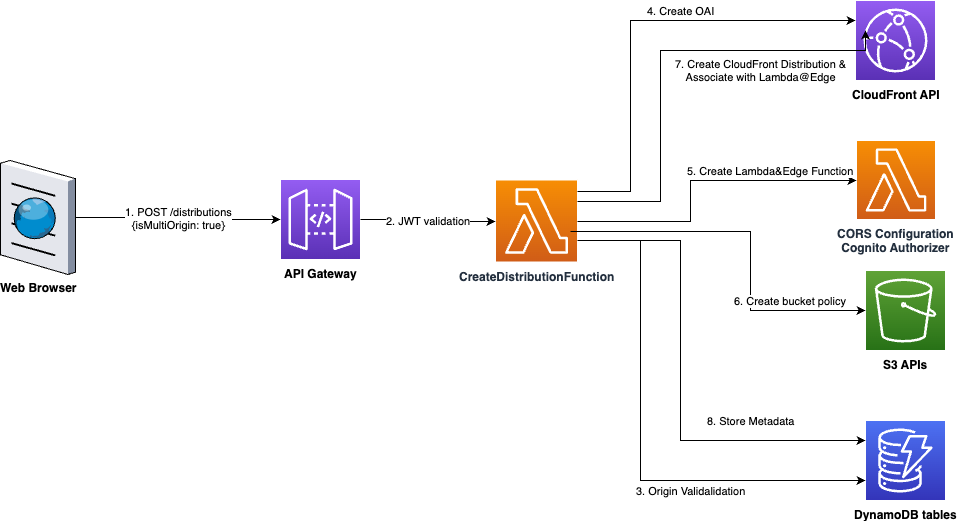 4. Create OAI
7. Create CloudFront Distribution &
Associate with Lambda@Edge
CloudFront API
5. Create Lambda&Edge Function
1. POST /distributions
{isMultiOrigin: true}
2. JWT validation
CORS Configuration
Cognito Authorizer
API Gateway
CreateDistributionFunction
Web Browser
6. Create bucket policy
S3 APIs
8. Store Metadata
3. Origin Validalidation
DynamoDB tables